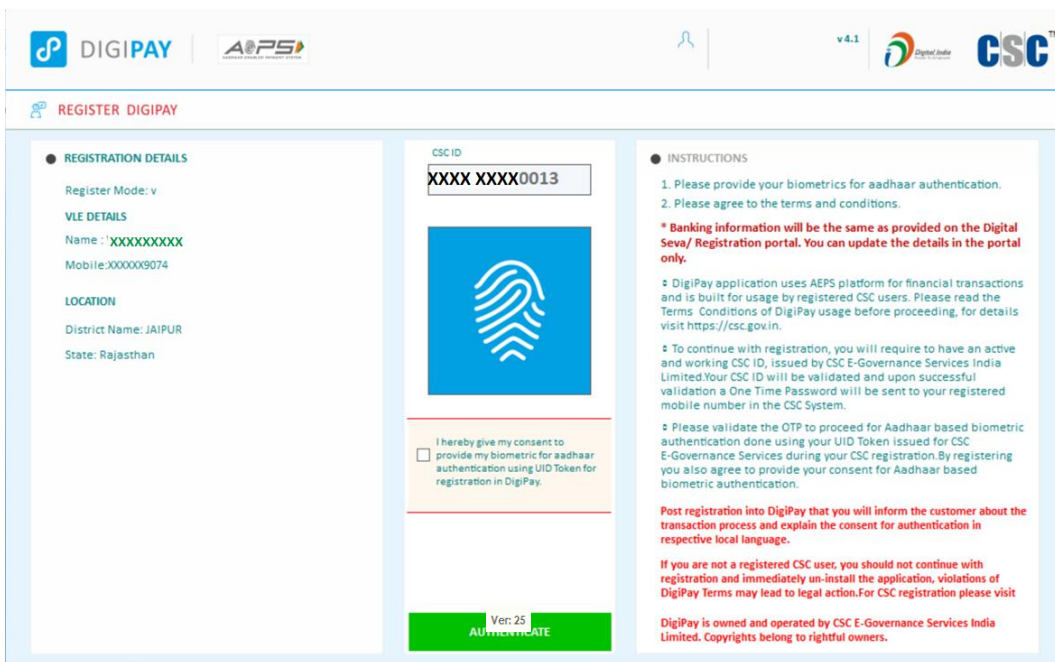 DIGIPAY
AEPS
AADHAAR ENABLED PAYMENT SYSTEM
v 4.1
Digital India
Power To Empower
CSC™
REGISTER DIGIPAY
REGISTRATION DETAILS
Register Mode: v
VLE DETAILS
Name : 'XXXXXXXXX
Mobile:XXXXXX9074
LOCATION
District Name: JAIPUR
State: Rajasthan
CSC ID
XXXX XXXX0013
I hereby give my consent to
provide my biometric for aadhaar
authentication using UID Token for
registration in DigiPay.
Ver: 25
AUTHENTICATE
INSTRUCTIONS
1. Please provide your biometrics for aadhaar authentication.
2. Please agree to the terms and conditions.
* Banking information will be the same as provided on the Digital
Seva/ Registration portal. You can update the details in the portal
only.
DigiPay application uses AEPS platform for financial transactions
and is built for usage by registered CSC users. Please read the
Terms Conditions of DigiPay usage before proceeding, for details
visit https://csc.gov.in.
To continue with registration, you will require to have an active
and working CSC ID, issued by CSC E-Governance Services India
Limited.Your CSC ID will be validated and upon successful
validation a One Time Password will be sent to your registered
mobile number in the CSC System.
Please validate the OTP to proceed for Aadhaar based biometric
authentication done using your UID Token issued for CSC
E-Governance Services during your CSC registration.By registering
you also agree to provide your consent for Aadhaar based
biometric authentication.
Post registration into DigiPay that you will inform the customer about the
transaction process and explain the consent for authentication in
respective local language.
If you are not a registered CSC user, you should not continue with
registration and immediately un-install the application, violations of
DigiPay Terms may lead to legal action.For CSC registration please visit
DigiPay is owned and operated by CSC E-Governance Services India
Limited. Copyrights belong to rightful owners.